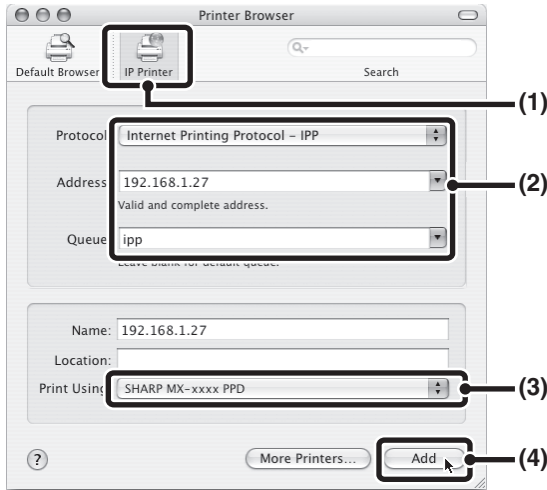 Printer Browser
Default Browser
IP Printer
Search
(1)
Protocol
Internet Printing Protocol – IPP
Address
192.168.1.27
(2)
Valid and complete address.
Queue
ipp
Leave blank for default queue.
Name: 192.168.1.27
Location:
Print Using
SHARP MX-xxxx PPD
(3)
?
More Printers...
Add
(4)